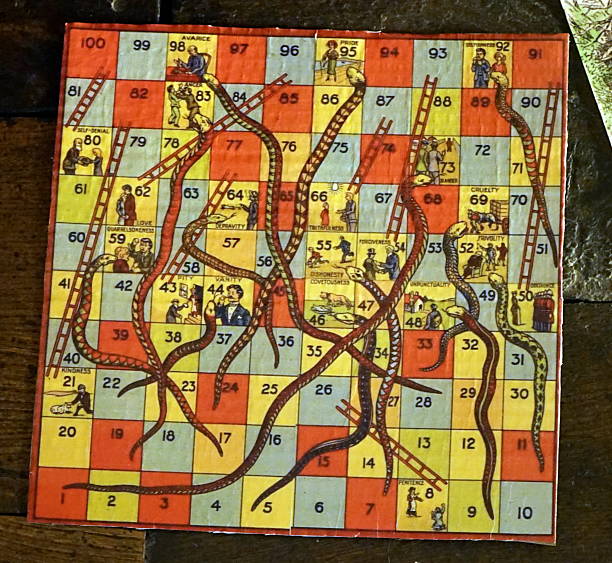 AVARICE PRIDE
100 99 98 97 96 95 94 93 92 91
ANGER
81 82 83 84 85 86 87 88 89 90
SELF-DENIAL
80 79 78 77 76 75 74 73 72 71
CRUELTY
61 62 63 64 65 66 67 68 69 70
LOVE DEPRAVITY TRUTHFULNESS
QUARRELSOMENESS FORGIVENESS FRIVOLITY
60 59 57 56 55 54 53 52 51
DISHONESTY
PITY VANITY COVETOUSNESS UNPUNCTUALITY
41 42 43 44 46 47 48 49 50
40 39 38 37 36 35 34 33 32 31
KINDNESS
21 22 23 24 25 26 27 28 29 30
20 19 18 17 16 15 14 13 12 11
PENITENCE
1 2 3 4 5 6 7 8 9 10